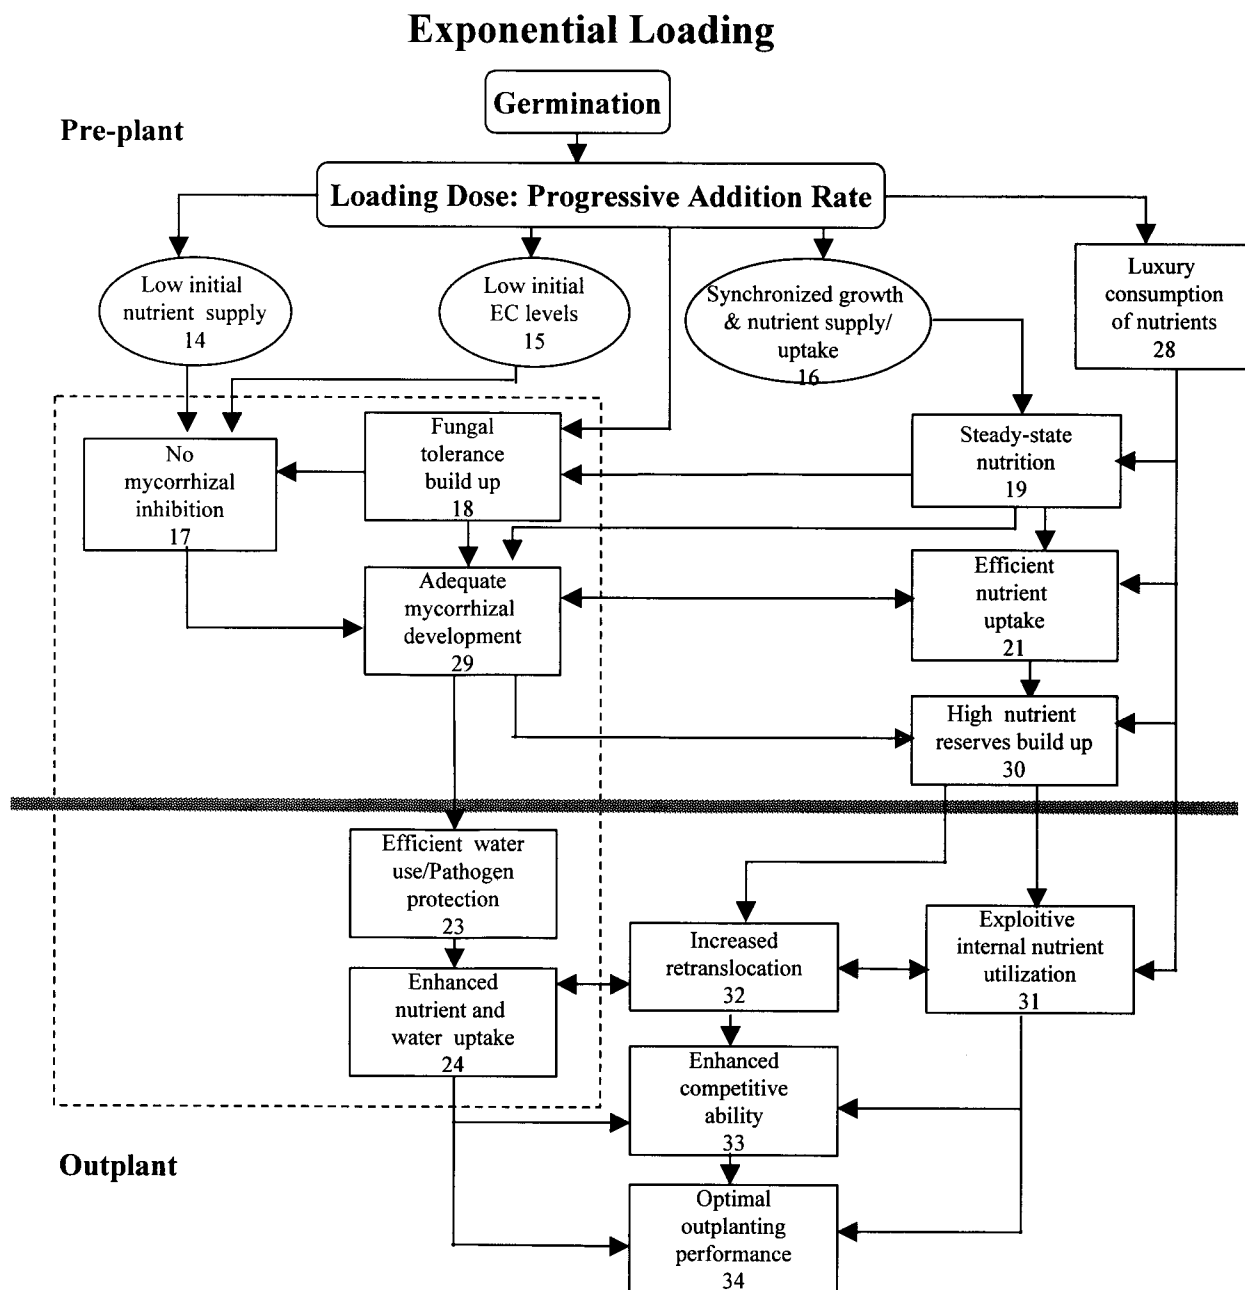 Exponential Loading
Germination
Pre-plant
Loading Dose: Progressive Addition Rate
Low initial
nutrient supply
14
Low initial
EC levels
15
Synchronized growth
& nutrient supply/
uptake
16
Luxury
consumption
of nutrients
28
No
mycorrhizal
inhibition
17
Fungal
tolerance
build up
18
Steady-state
nutrition
19
Adequate
mycorrhizal
development
29
Efficient
nutrient
uptake
21
High nutrient
reserves build up
30
Efficient water
use/Pathogen
protection
23
Increased
retranslocation
32
Exploitive
internal nutrient
utilization
31
Enhanced
nutrient and
water uptake
24
Enhanced
competitive
ability
33
Outplant
Optimal
outplanting
performance
34